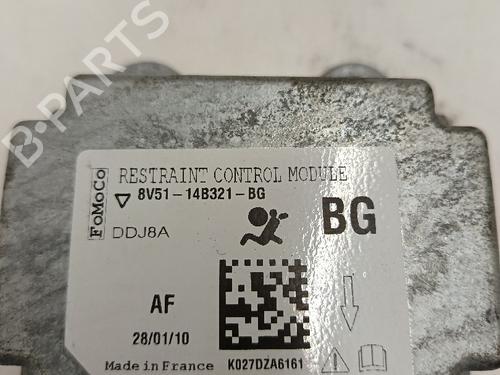 B-PARTS
FoMoCo
RESTRAINT CONTROL MODULE
8V51-14B321-BG
DDJ8A
BG
AF
28/01/10
Made in France
K027DZA6161